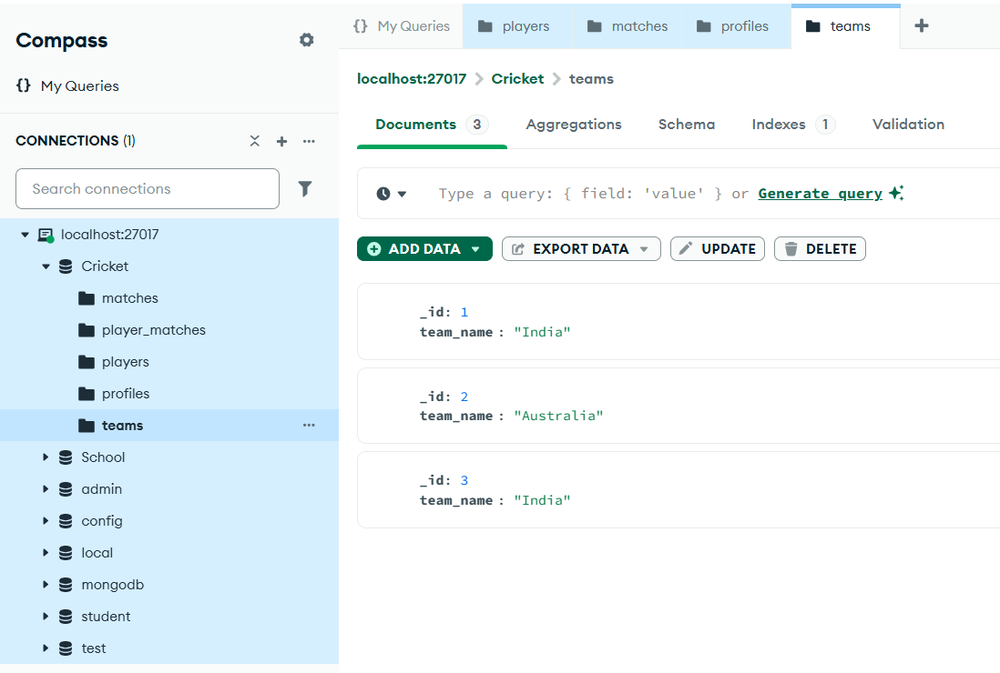 Compass
My Queries
CONNECTIONS (1)
Search connections
localhost:27017
Cricket
matches
player_matches
players
profiles
teams
School
admin
config
local
mongodb
student
test
{} My Queries players matches profiles teams
localhost:27017 > Cricket > teams
Documents 3 Aggregations Schema Indexes 1 Validation
Type a query: { field: 'value' } or Generate query
ADD DATA EXPORT DATA UPDATE DELETE
_id: 1
team_name : "India"
_id: 2
team_name : "Australia"
_id: 3
team_name : "India"